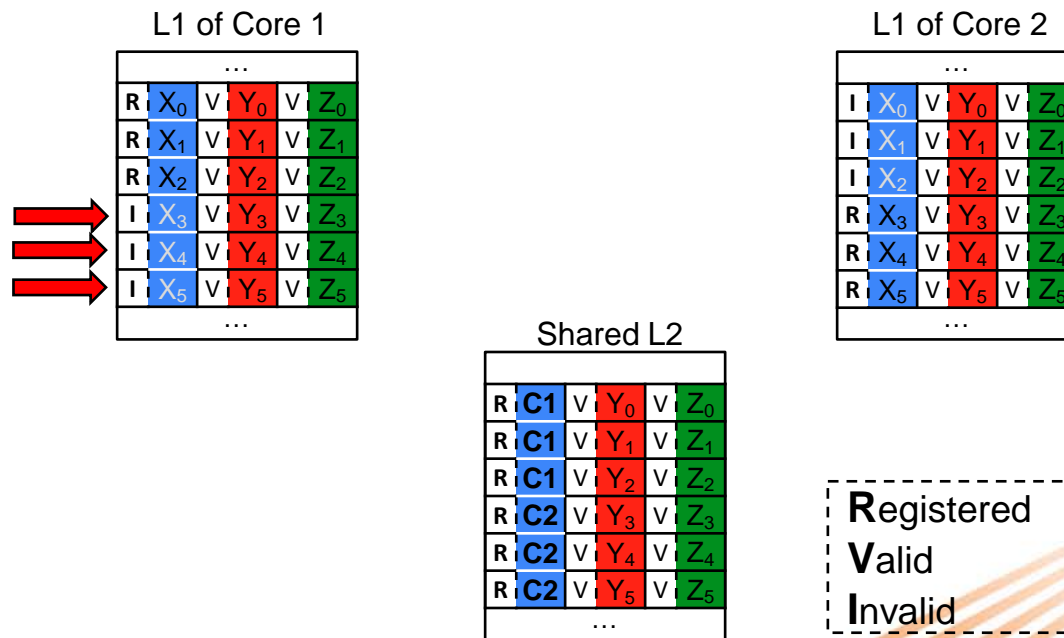 L1 of Core 1
...
R X₀ V Y₀ V Z₀
R X₁ V Y₁ V Z₁
R X₂ V Y₂ V Z₂
I X₃ V Y₃ V Z₃
I X₄ V Y₄ V Z₄
I X₅ V Y₅ V Z₅
...
L1 of Core 2
...
I X₀ V Y₀ V Z₀
I X₁ V Y₁ V Z₁
I X₂ V Y₂ V Z₂
R X₃ V Y₃ V Z₃
R X₄ V Y₄ V Z₄
R X₅ V Y₅ V Z₅
...
Shared L2
R C1 V Y₀ V Z₀
R C1 V Y₁ V Z₁
R C1 V Y₂ V Z₂
R C2 V Y₃ V Z₃
R C2 V Y₄ V Z₄
R C2 V Y₅ V Z₅
...
Registered
Valid
Invalid